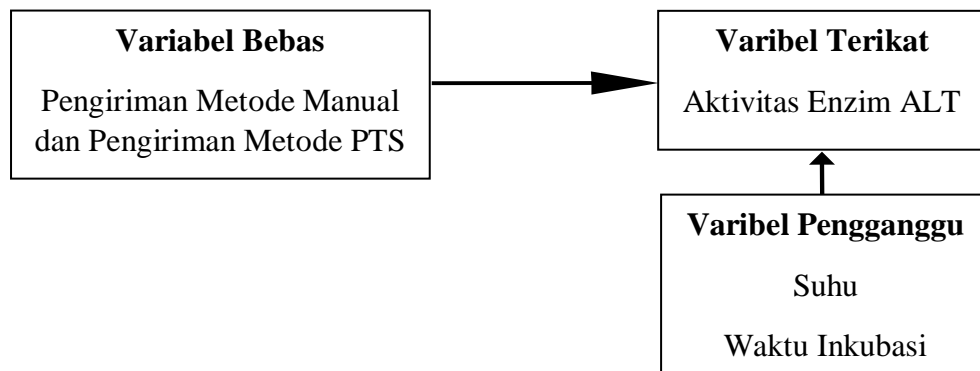 Variabel Bebas
Pengiriman Metode Manual
dan Pengiriman Metode PTS
Varibel Terikat
Aktivitas Enzim ALT
Varibel Pengganggu
Suhu
Waktu Inkubasi